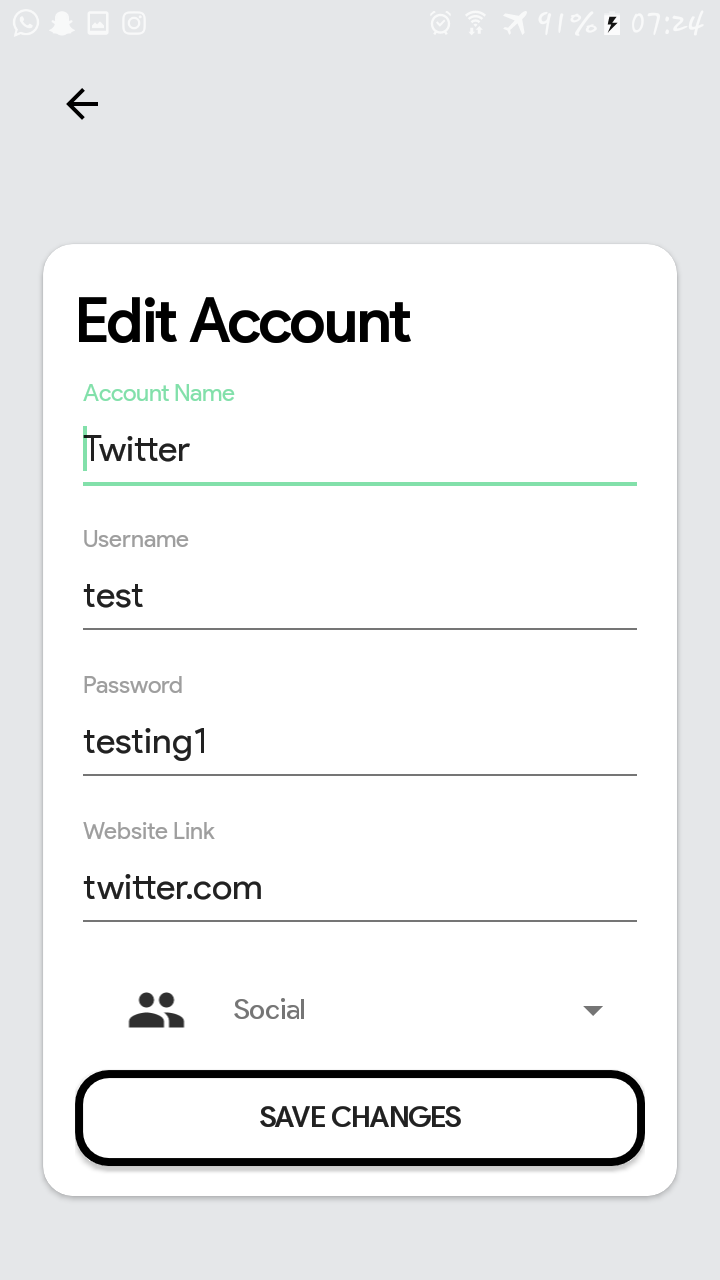 91% 07:24
Edit Account
Account Name
Twitter
Username
test
Password
testing1
Website Link
twitter.com
Social
SAVE CHANGES